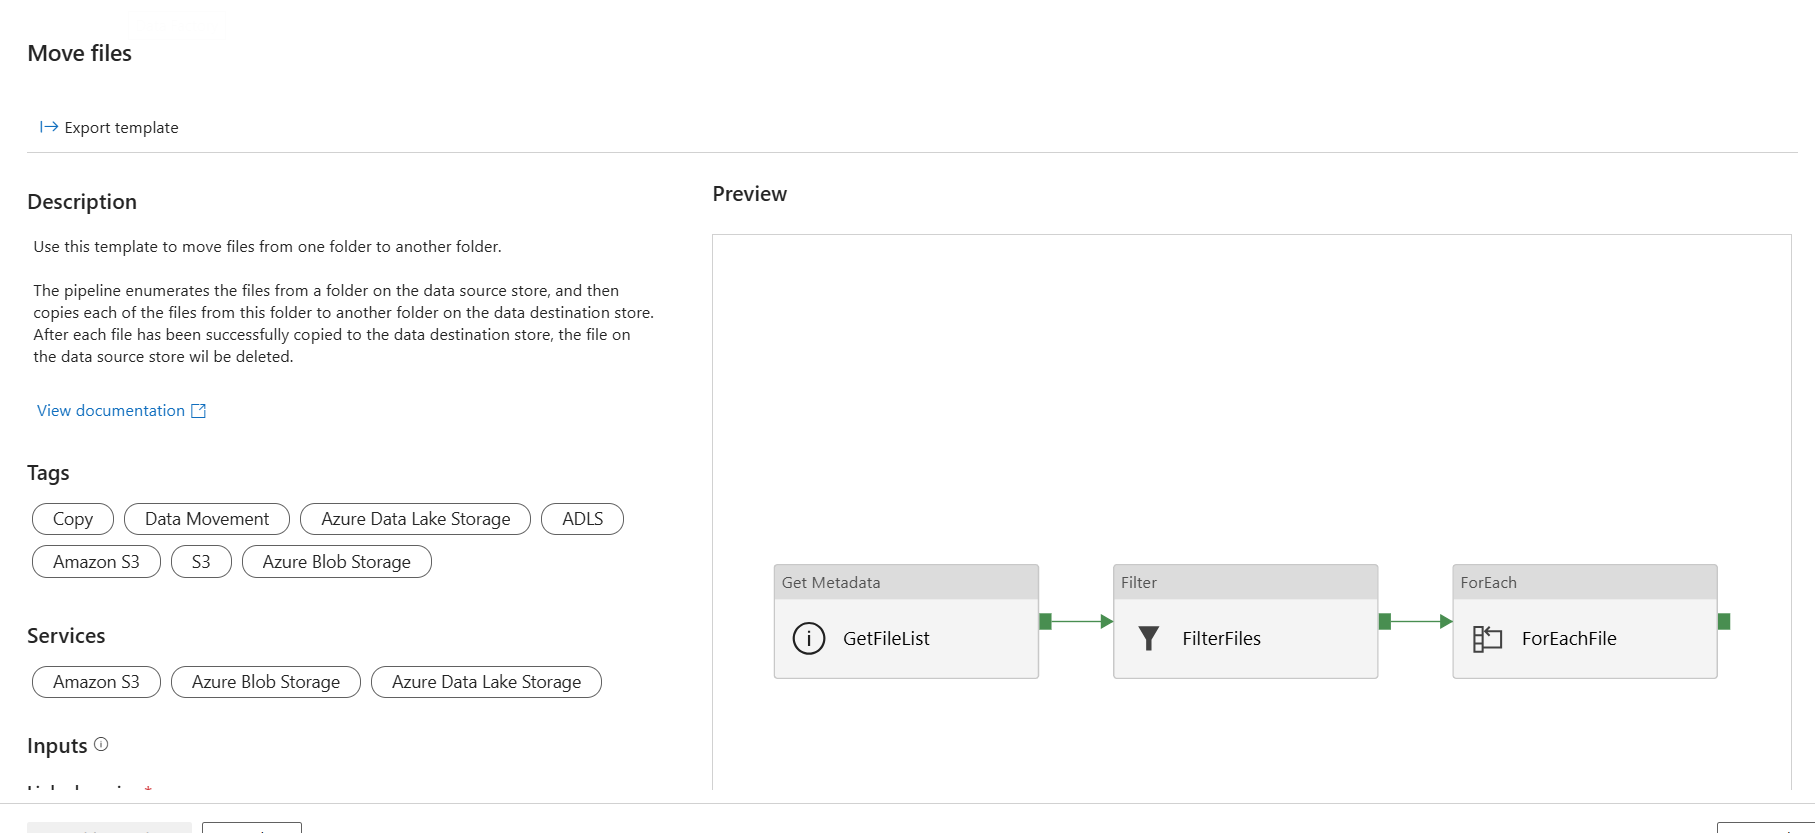 Move files
Export template
Description
Use this template to move files from one folder to another folder.
The pipeline enumerates the files from a folder on the data source store, and then
copies each of the files from this folder to another folder on the data destination store.
After each file has been successfully copied to the data destination store, the file on
the data source store wil be deleted.
View documentation
Tags
Copy
Data Movement
Azure Data Lake Storage
ADLS
Amazon S3
S3
Azure Blob Storage
Services
Amazon S3
Azure Blob Storage
Azure Data Lake Storage
Inputs
Preview
Get Metadata
GetFileList
Filter
FilterFiles
ForEach
ForEachFile